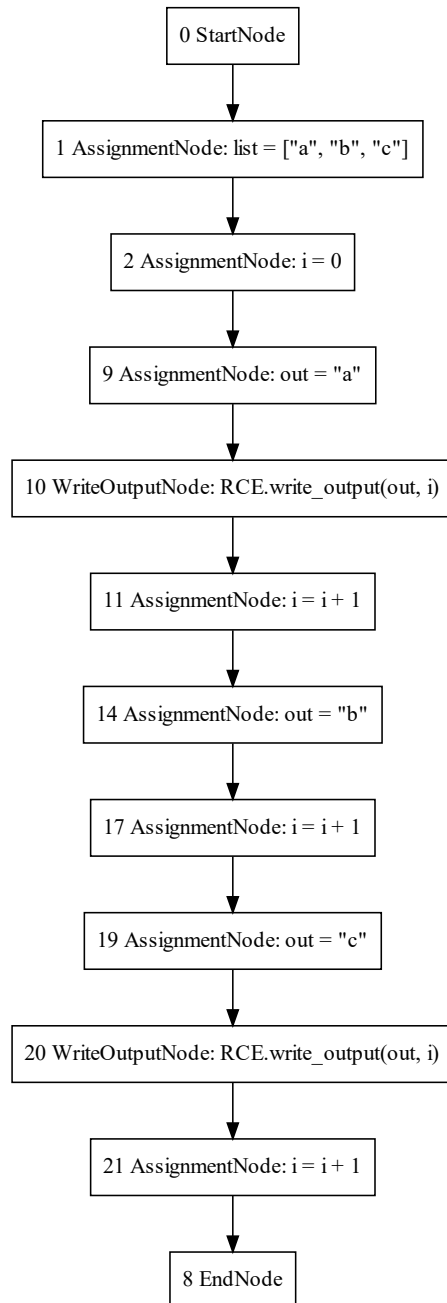 0 StartNode
1 AssignmentNode: list = ["a", "b", "c"]
2 AssignmentNode: i = 0
9 AssignmentNode: out = "a"
10 WriteOutputNode: RCE.write_output(out, i)
11 AssignmentNode: i = i + 1
14 AssignmentNode: out = "b"
17 AssignmentNode: i = i + 1
19 AssignmentNode: out = "c"
20 WriteOutputNode: RCE.write_output(out, i)
21 AssignmentNode: i = i + 1
8 EndNode